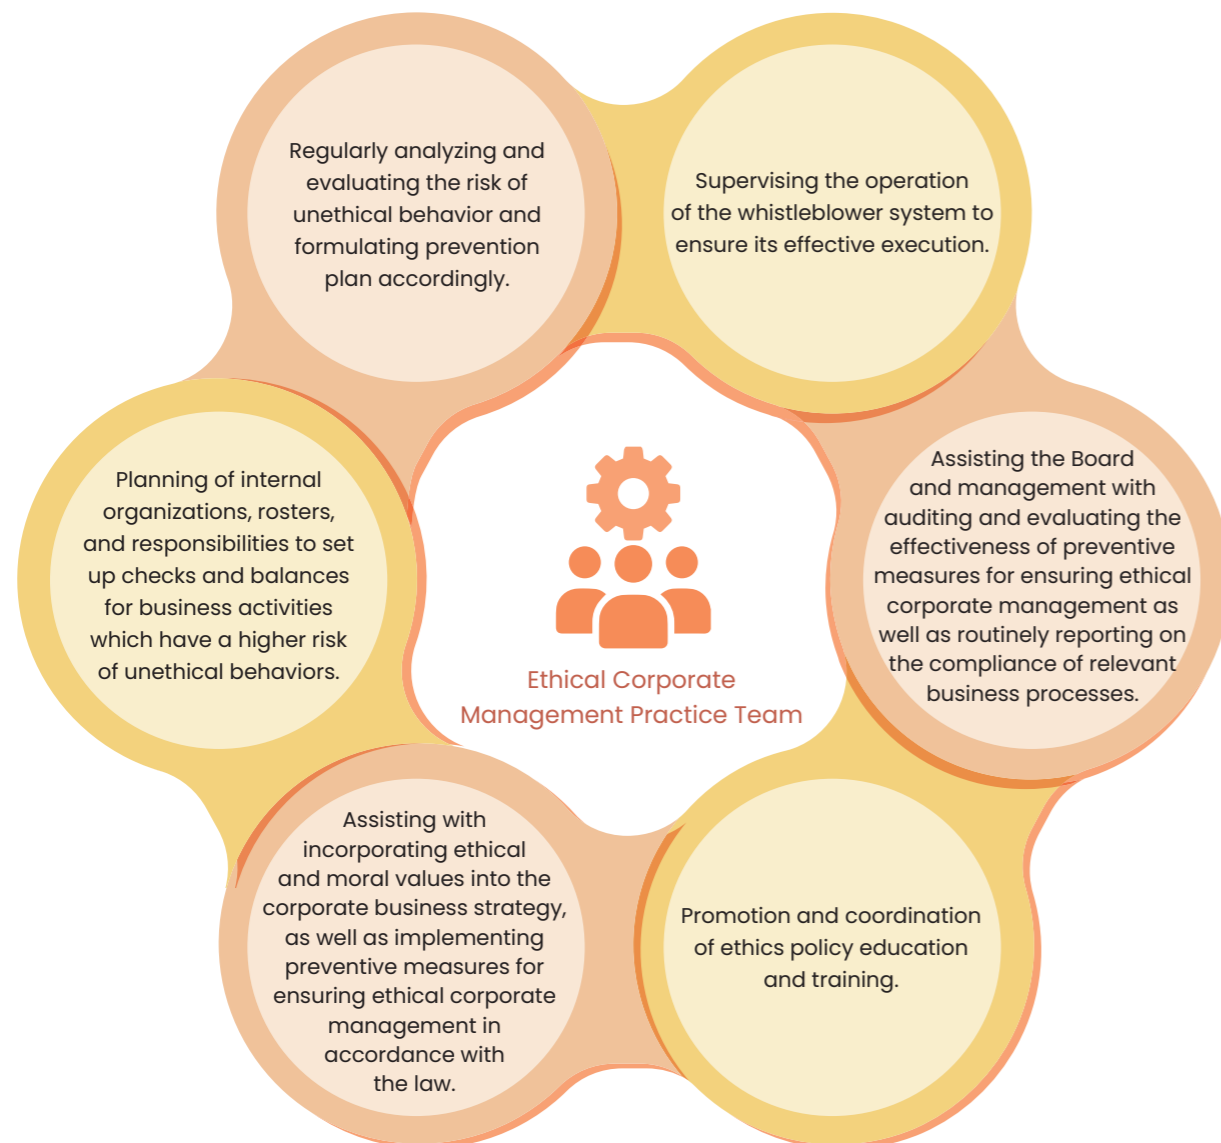 Regularly analyzing and
evaluating the risk of
unethical behavior and
formulating prevention
plan accordingly.
Supervising the operation
of the whistleblower system to
ensure its effective execution.
Planning of internal
organizations, rosters,
and responsibilities to set
up checks and balances
for business activities
which have a higher risk
of unethical behaviors.
Ethical Corporate
Management Practice Team
Assisting the Board
and management with
auditing and evaluating the
effectiveness of preventive
measures for ensuring ethical
corporate management as
well as routinely reporting on
the compliance of relevant
business processes.
Assisting with
incorporating ethical
and moral values into the
corporate business strategy,
as well as implementing
preventive measures for
ensuring ethical corporate
management in
accordance with
the law.
Promotion and coordination
of ethics policy education
and training.